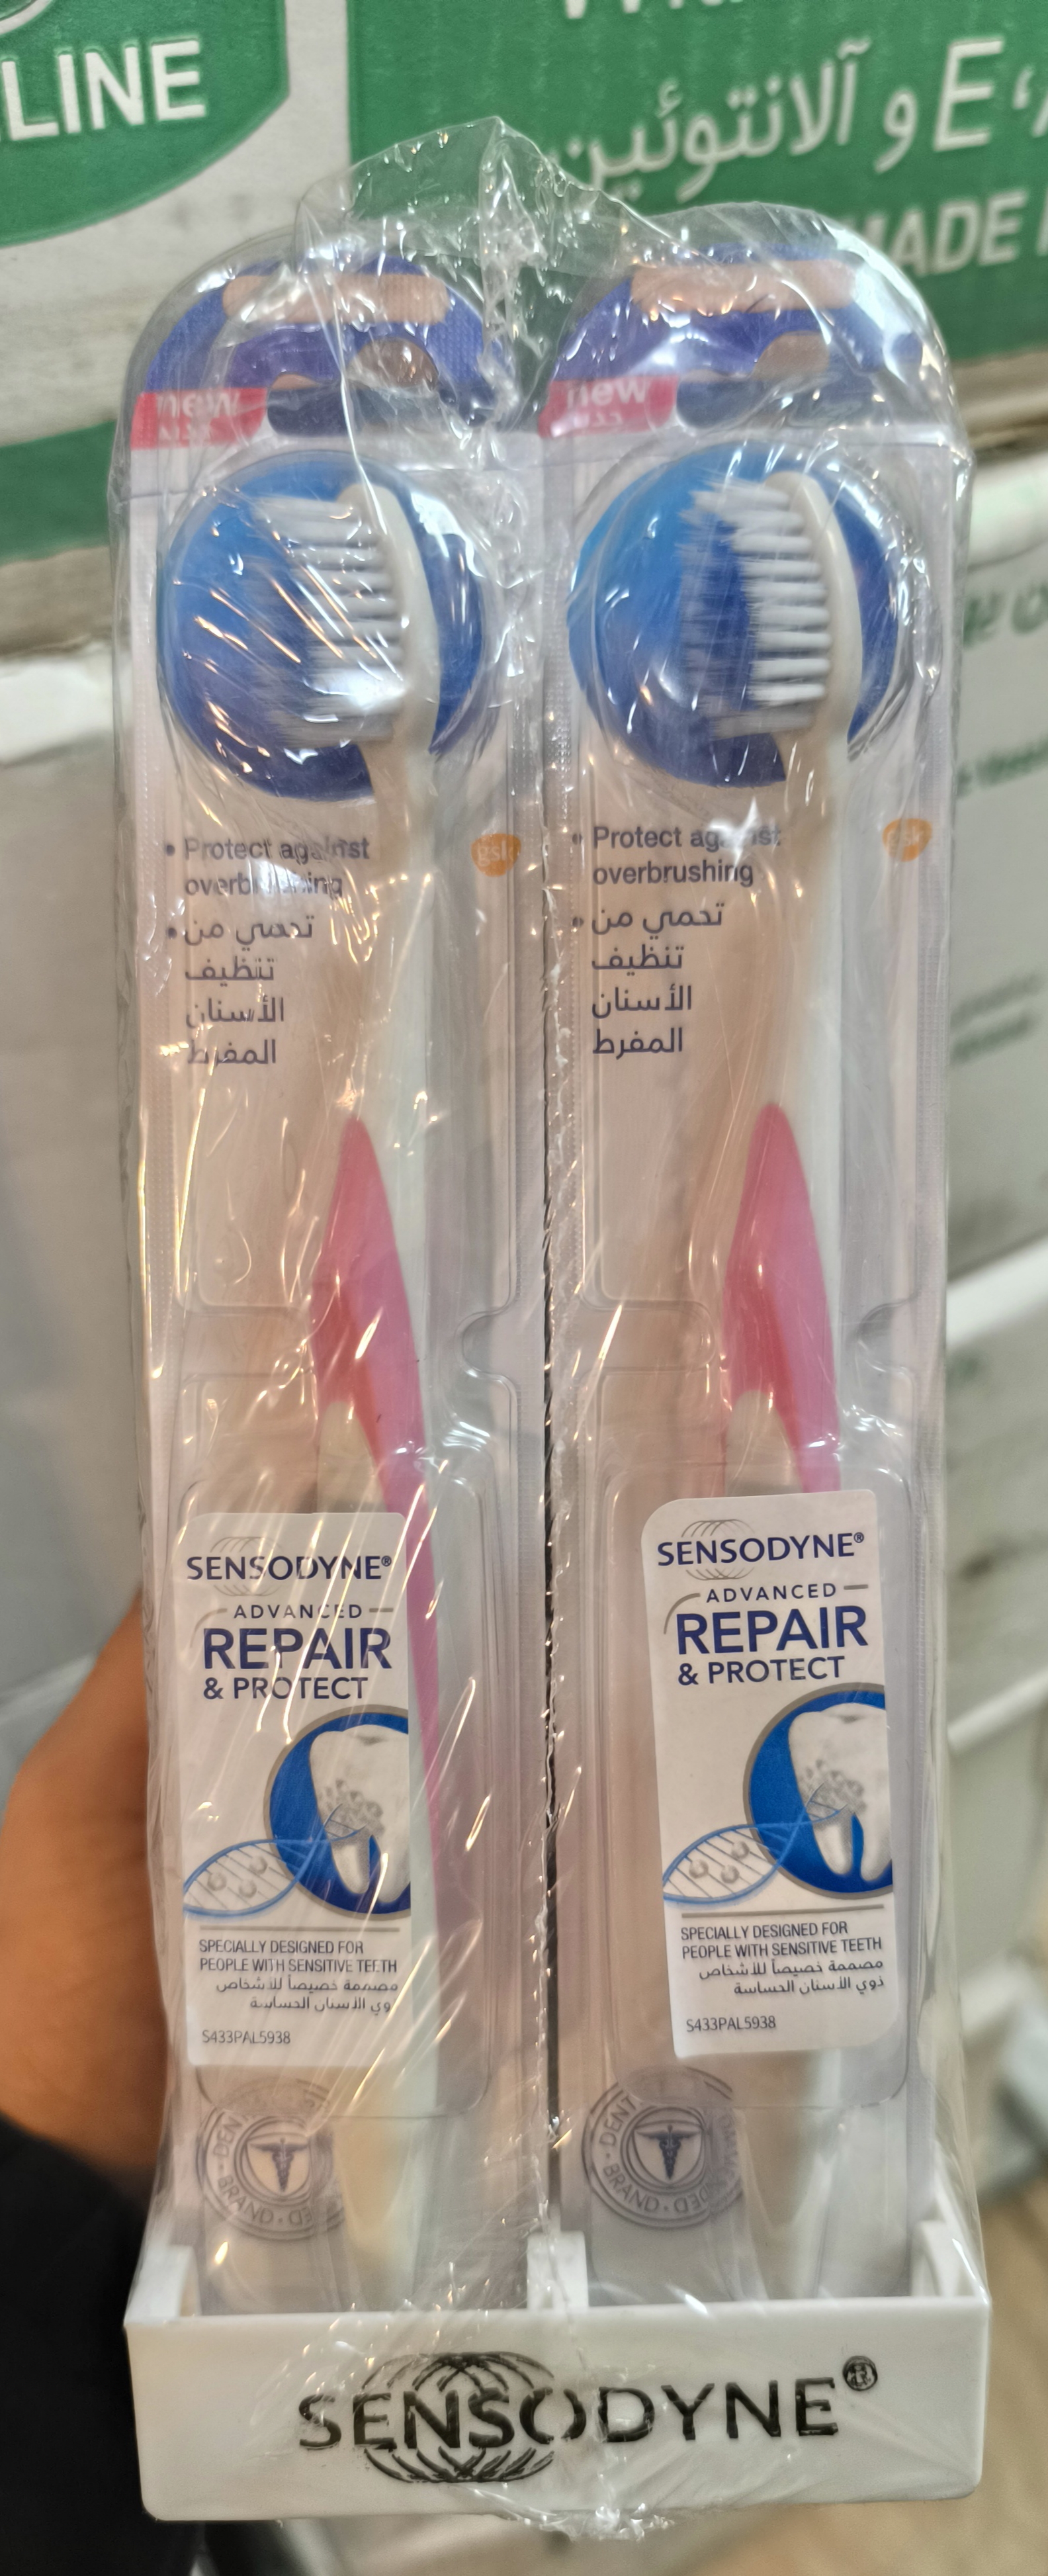 LINE
آلانتوئين و E
MADE
new
جديد
new
جديد
• Protect against
overbrushing
• تحمي من
تنظيف
الأسنان
المفرط
gsk
• Protect against
overbrushing
• تحمي من
تنظيف
الأسنان
المفرط
gsk
SENSODYNE®
ADVANCED
REPAIR
& PROTECT
SPECIALLY DESIGNED FOR
PEOPLE WITH SENSITIVE TEETH
مصممة خصيصاً للأشخاص
ذوي الأسنان الحساسة
S433PAL5938
SENSODYNE®
ADVANCED
REPAIR
& PROTECT
SPECIALLY DESIGNED FOR
PEOPLE WITH SENSITIVE TEETH
مصممة خصيصاً للأشخاص
ذوي الأسنان الحساسة
S433PAL5938
DENT
BRAND
DENT
BRAND
SENSODYNE®